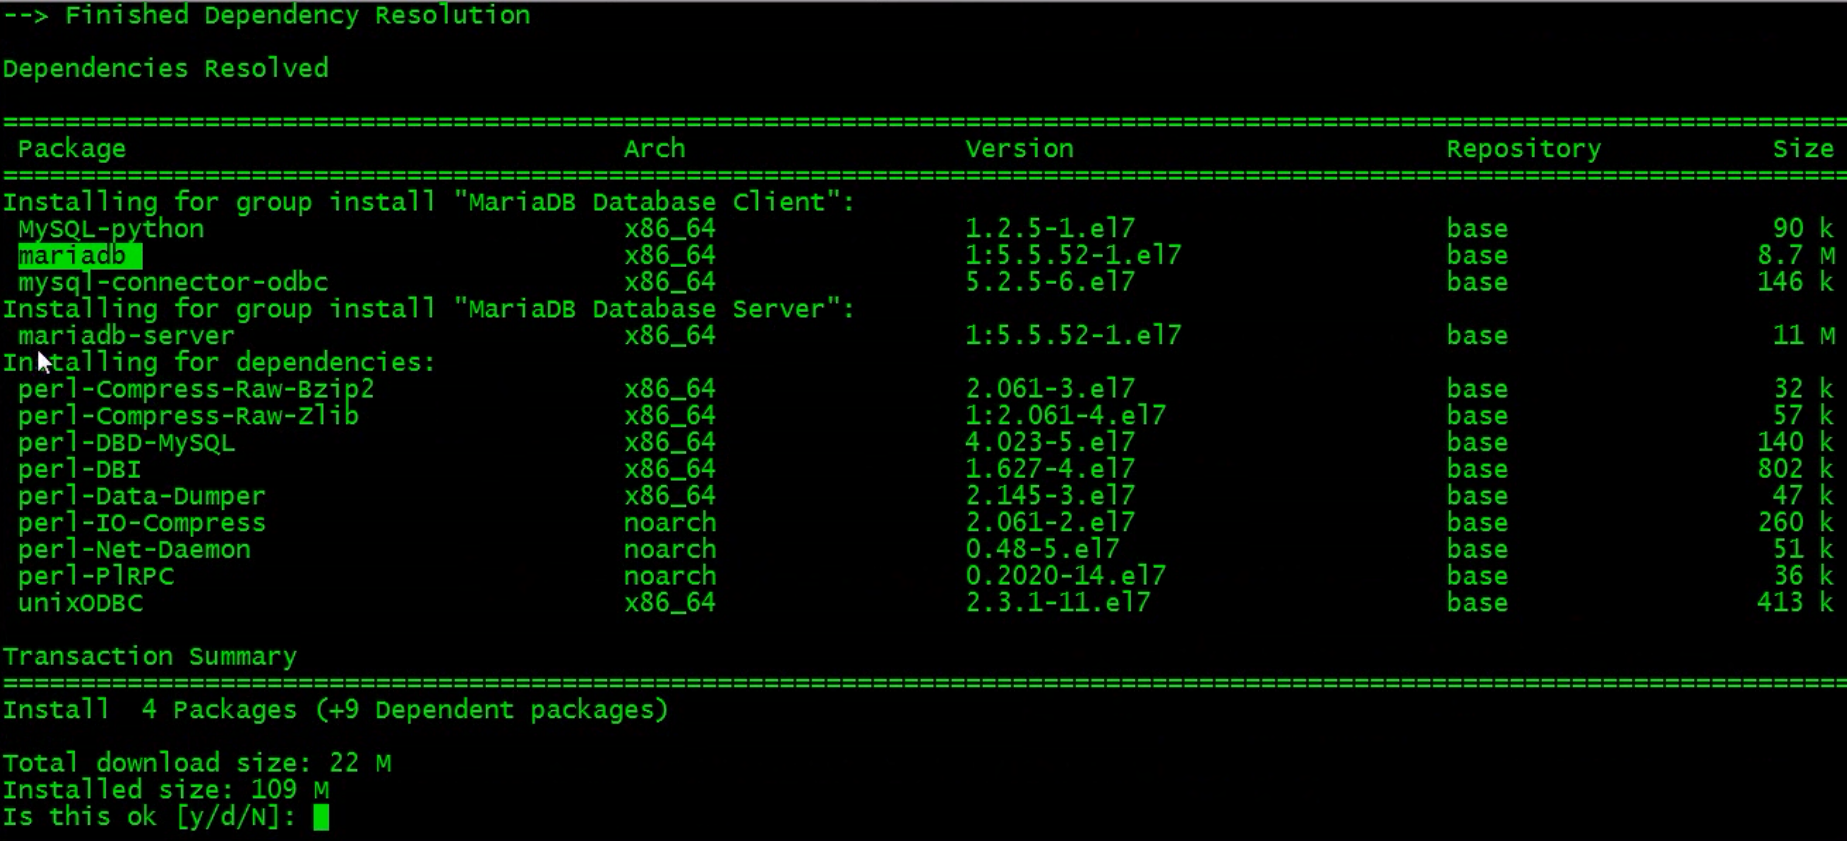 --> Finished Dependency Resolution
Dependencies Resolved
================================================================================
Package Arch Version Repository Size
================================================================================
Installing for group install "MariaDB Database Client":
MySQL-python x86_64 1.2.5-1.el7 base 90 k
mariadb x86_64 1:5.5.52-1.el7 base 8.7 M
mysql-connector-odbc x86_64 5.2.5-6.el7 base 146 k
Installing for group install "MariaDB Database Server":
mariadb-server x86_64 1:5.5.52-1.el7 base 11 M
Installing for dependencies:
perl-Compress-Raw-Bzip2 x86_64 2.061-3.el7 base 32 k
perl-Compress-Raw-Zlib x86_64 1:2.061-4.el7 base 57 k
perl-DBD-MySQL x86_64 4.023-5.el7 base 140 k
perl-DBI x86_64 1.627-4.el7 base 802 k
perl-Data-Dumper x86_64 2.145-3.el7 base 47 k
perl-IO-Compress noarch 2.061-2.el7 base 260 k
perl-Net-Daemon noarch 0.48-5.el7 base 51 k
perl-PlRPC noarch 0.2020-14.el7 base 36 k
unixODBC x86_64 2.3.1-11.el7 base 413 k
Transaction Summary
================================================================================
Install 4 Packages (+9 Dependent packages)
Total download size: 22 M
Installed size: 109 M
Is this ok [y/d/N]: